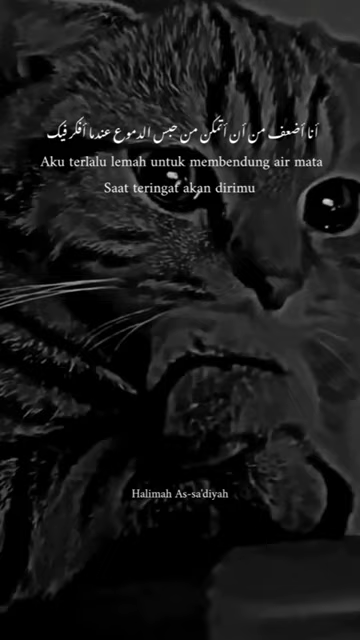 أنا أضعف من أن أتمكن من حبس الدموع عندما أفكر فيك
Aku terlalu lemah untuk membendung air mata
Saat teringat akan dirimu
Halimah As-sa'diyah